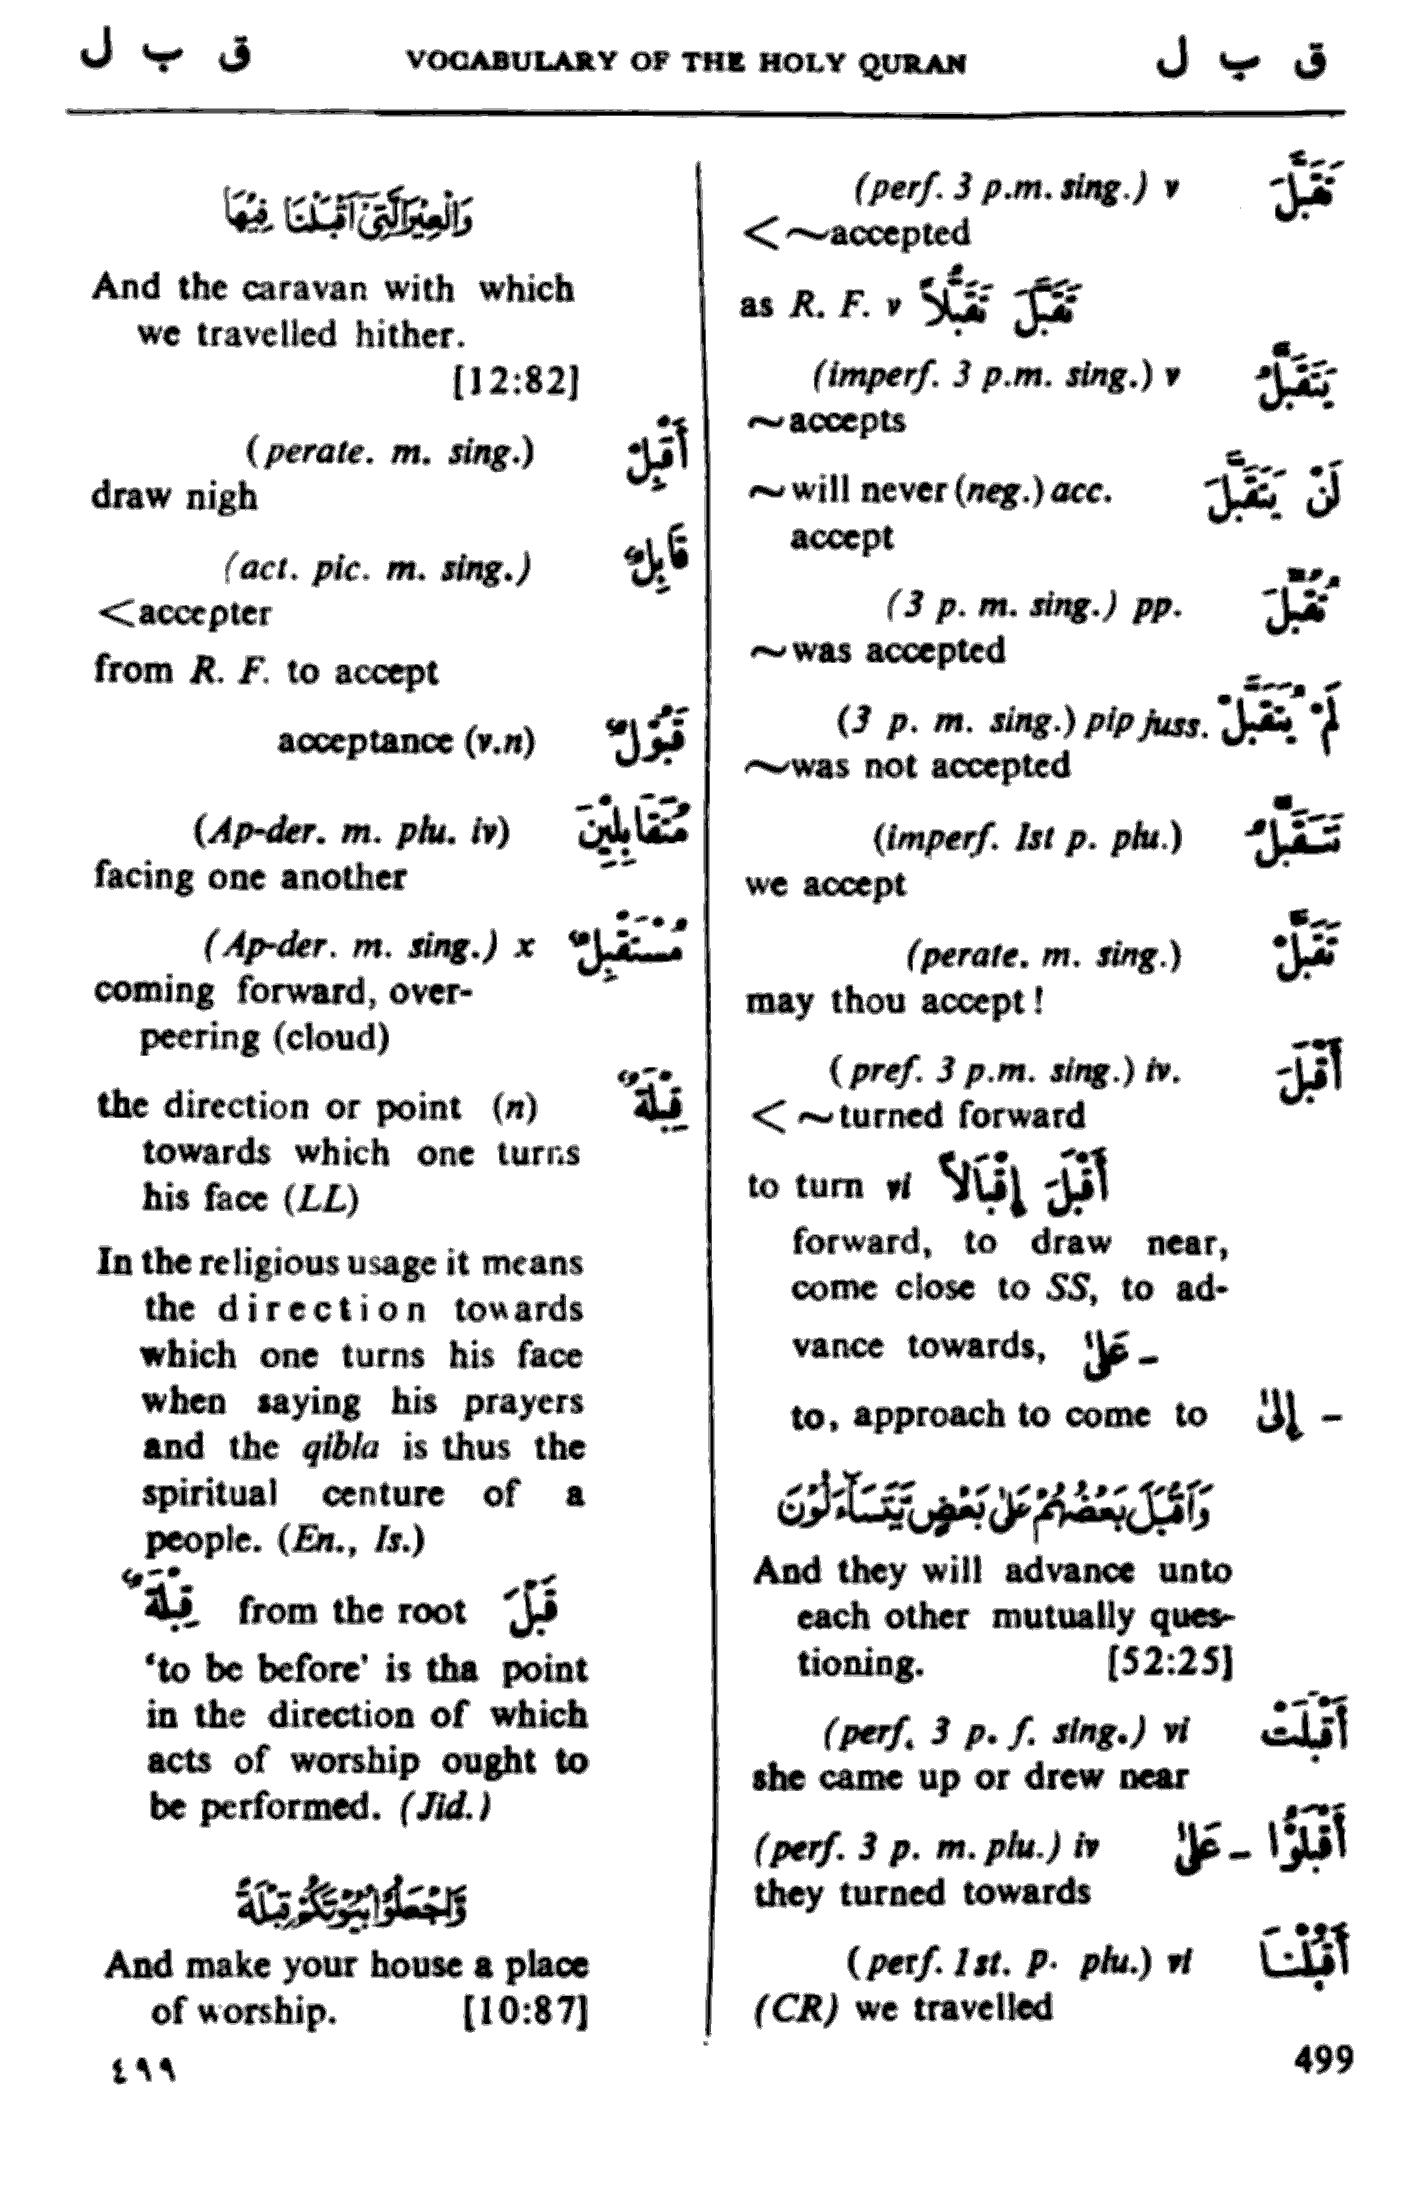 ق ب ل VOCABULARY OF THE HOLY QURAN ق ب ل
(perf. 3 p.m. sing.) v تَقَبَّلَ
< ~accepted
as R. F. v تَقَبَّلَ تَقَبُّلاً
(imperf. 3 p.m. sing.) v يَتَقَبَّلُ
~accepts
~will never (neg.) acc. لَنْ يَتَقَبَّلَ
accept
(3 p. m. sing.) pp. تُقُبِّلَ
~was accepted
(3 p. m. sing.) pip juss. لَمْ يُتَقَبَّلْ
~was not accepted
(imperf. Ist p. plu.) نَتَقَبَّلُ
we accept
(perate. m. sing.) تَقَبَّلْ
may thou accept!
(pref. 3 p.m. sing.) iv. أَقْبَلَ
< ~turned forward
to turn vi أَقْبَلَ إِقْبَالاً
forward, to draw near,
come close to SS, to ad-
vance towards, ـ عَلىٰ
to, approach to come to ـ إِلىٰ
وَأَقْبَلَ بَعْضُهُمْ عَلَىٰ بَعْضٍ يَتَسَآءَلُونَ
And they will advance unto
each other mutually ques-
tioning. [52:25]
(perf. 3 p. f. sing.) vi أَقْبَلَتْ
she came up or drew near
(perf. 3 p. m. plu.) iv أَقْبَلُوْا ـ عَلىٰ
they turned towards
(perf. 1st. P. plu.) vi أَقْبَلْنَا
(CR) we travelled
وَالْعِيْرَ الَّتِيْٓ أَقْبَلْنَا فِيْهَا
And the caravan with which
we travelled hither.
[12:82]
(perate. m. sing.) أَقْبِلْ
draw nigh
(act. pic. m. sing.) قَابِلٌ
<accepter
from R. F. to accept
acceptance (v.n) قَبُوْلٌ
(Ap-der. m. plu. iv) مُتَقَابِلِيْنَ
facing one another
(Ap-der. m. sing.) x مُسْتَقْبِلٌ
coming forward, over-
peering (cloud)
the direction or point (n) قِبْلَةٌ
towards which one turns
his face (LL)
In the religious usage it means
the direction towards
which one turns his face
when saying his prayers
and the qibla is thus the
spiritual centure of a
people. (En., Is.)
قِبْلَةٌ from the root قَبْلَ
‘to be before’ is tha point
in the direction of which
acts of worship ought to
be performed. (Jid.)
وَّاجْعَلُوْا بُيُوْتَكُمْ قِبْلَةً
And make your house a place
of worship. [10:87]
٤٩٩ 499